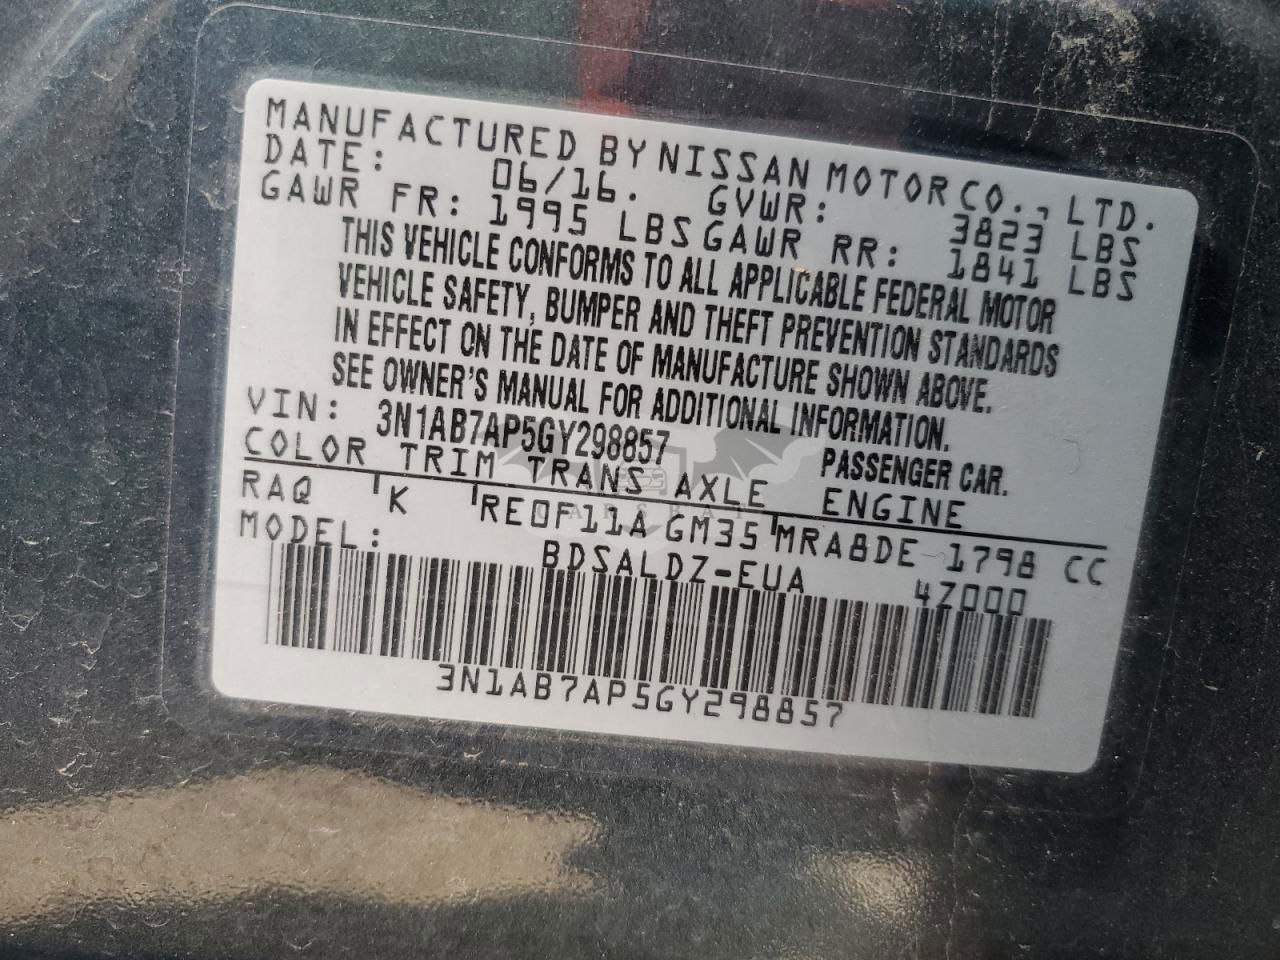 MANUFACTURED BY NISSAN MOTOR CO., LTD.
DATE: 06/16. GVWR: 3823 LBS
GAWR FR: 1995 LBS GAWR RR: 1841 LBS
THIS VEHICLE CONFORMS TO ALL APPLICABLE FEDERAL MOTOR
VEHICLE SAFETY, BUMPER AND THEFT PREVENTION STANDARDS
IN EFFECT ON THE DATE OF MANUFACTURE SHOWN ABOVE.
SEE OWNER'S MANUAL FOR ADDITIONAL INFORMATION.
VIN: 3N1AB7AP5GY298857 PASSENGER CAR.
COLOR TRIM TRANS AXLE ENGINE
RAQ K RE0F11A GM35 MRA8DE 1798 CC
MODEL: BDSALDZ-EUA 4Z000
3N1AB7AP5GY298857
CARSBAT